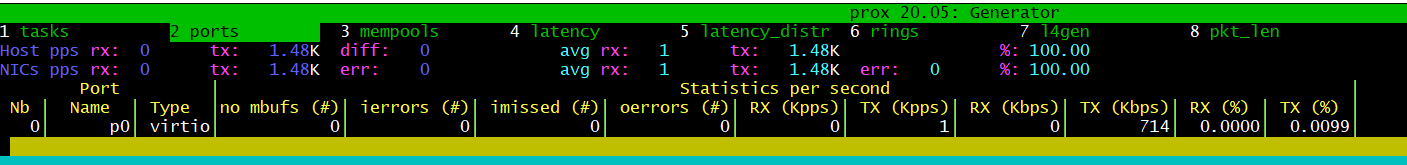 prox 20.05: Generator
1 tasks 2 ports 3 mempools 4 latency 5 latency_distr 6 rings 7 l4gen 8 pkt_len
Host pps rx: 0 tx: 1.48K diff: 0 avg rx: 1 tx: 1.48K %: 100.00
NICs pps rx: 0 tx: 1.48K err: 0 avg rx: 1 tx: 1.48K err: 0 %: 100.00
Port Statistics per second
Nb Name Type no mbufs (#) ierrors (#) imissed (#) oerrors (#) RX (Kpps) TX (Kpps) RX (Kbps) TX (Kbps) RX (%) TX (%)
0 p0 virtio 0 0 0 0 0 1 0 714 0.0000 0.0099